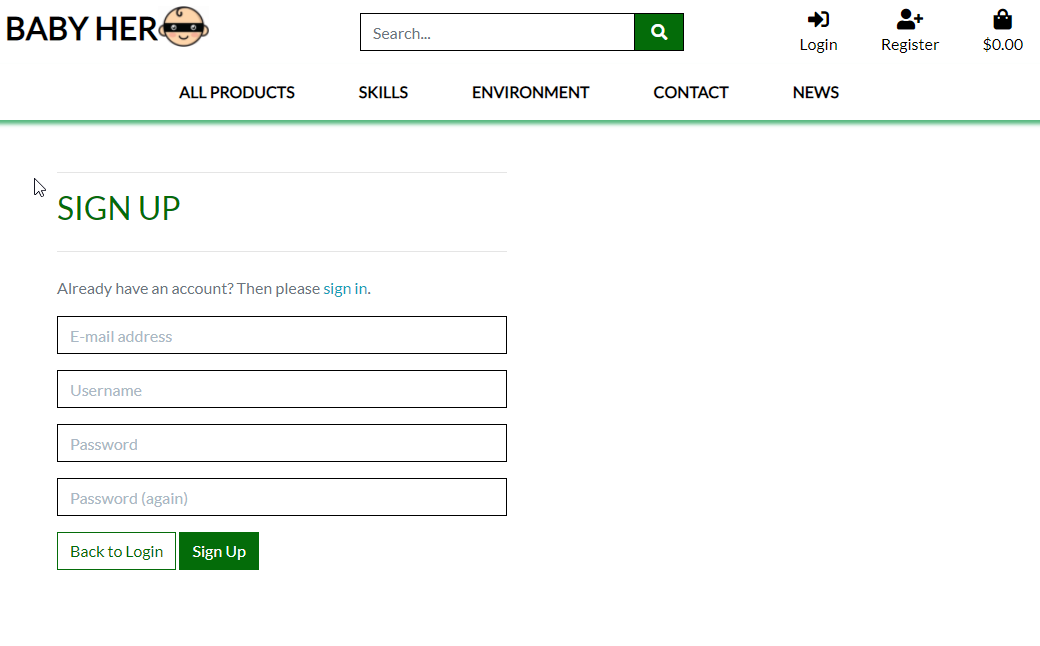 BABY HER
Search...
Login
Register
$0.00
ALL PRODUCTS
SKILLS
ENVIRONMENT
CONTACT
NEWS
SIGN UP
Already have an account? Then please sign in.
E-mail address
Username
Password
Password (again)
Back to Login
Sign Up